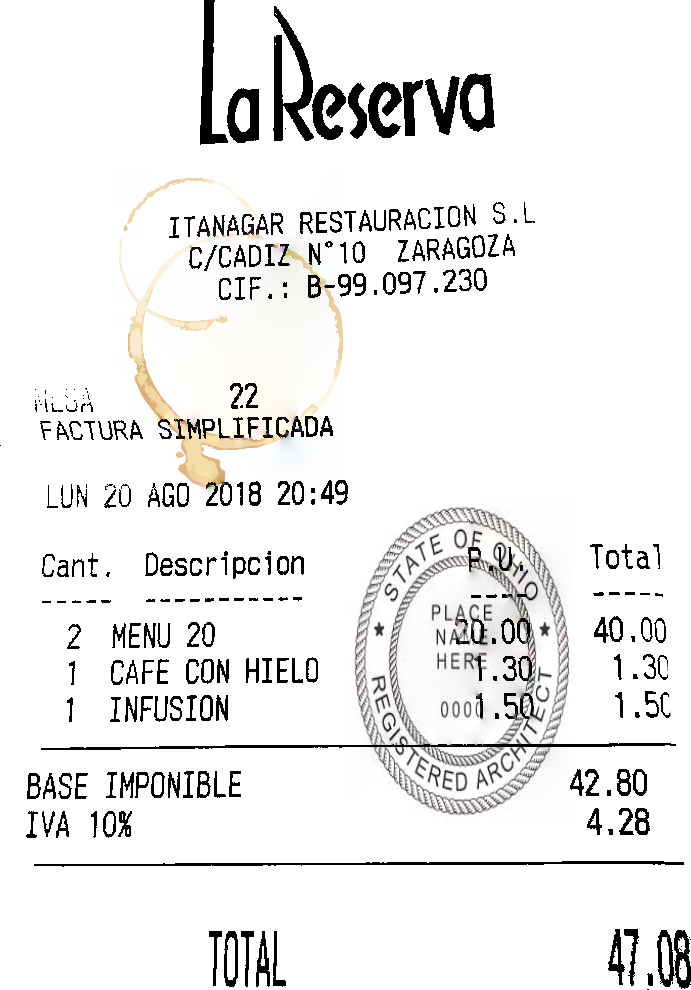 La Reserva
ITANAGAR RESTAURACION S.L
C/CADIZ N°10 ZARAGOZA
CIF.: B-99.097.230
MESA 22
FACTURA SIMPLIFICADA
LUN 20 AGO 2018 20:49
Cant. Descripcion P.U. Total
----- ----------- ---- -----
2 MENU 20 20.00 40.00
1 CAFE CON HIELO 1.30 1.30
1 INFUSION 1.50 1.50
BASE IMPONIBLE 42.80
IVA 10% 4.28
TOTAL 47.08
STATE OF OHIO
PLACE
NAME
HERE
0000
REGISTERED ARCHITECT